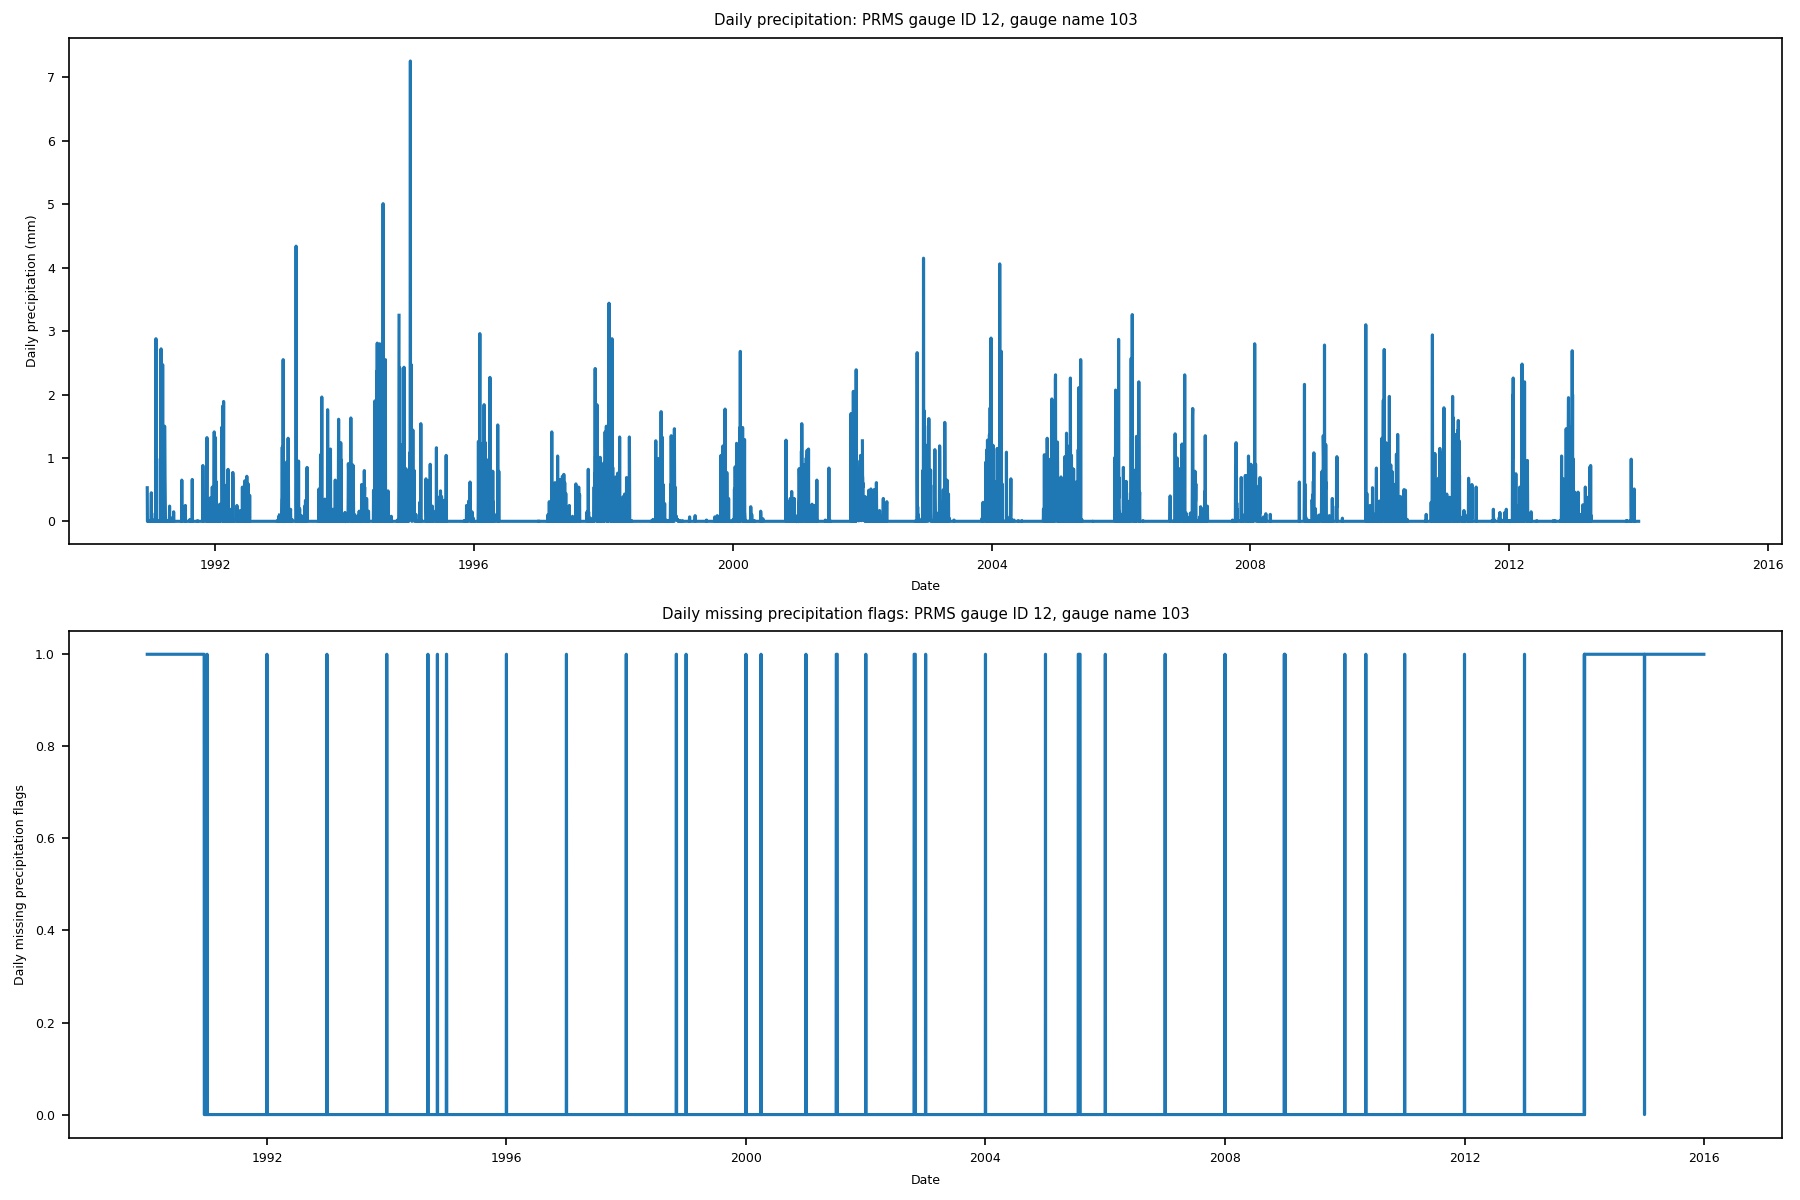 Daily precipitation: PRMS gauge ID 12, gauge name 103
7
6
5
4
3
2
1
0
Daily precipitation (mm)
1992 1996 2000 2004 2008 2012 2016
Date
Daily missing precipitation flags: PRMS gauge ID 12, gauge name 103
1.0
0.8
0.6
0.4
0.2
0.0
Daily missing precipitation flags
1992 1996 2000 2004 2008 2012 2016
Date